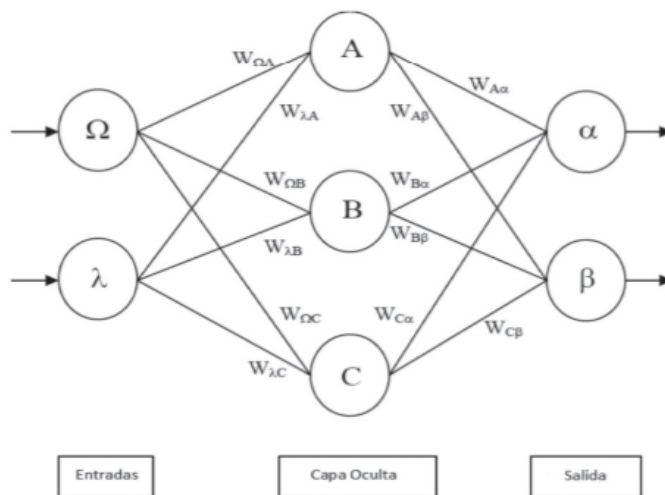 A
W_ΩA
W_Aα
W_λA
W_Aβ
Ω
α
W_ΩB
W_Bα
B
W_λB
W_Bβ
λ
β
W_ΩC
W_Cα
W_Cβ
W_λC
C
Entradas
Capa Oculta
Salida